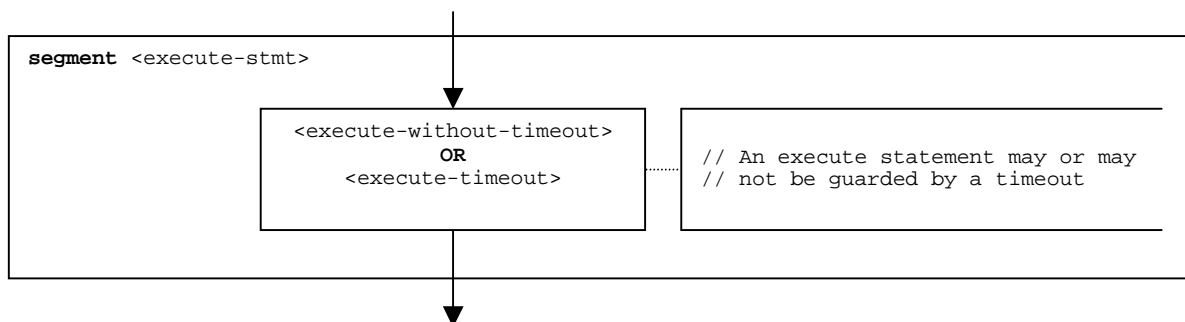 segment <execute-stmt>
<execute-without-timeout>
OR
<execute-timeout>
// An execute statement may or may
// not be guarded by a timeout